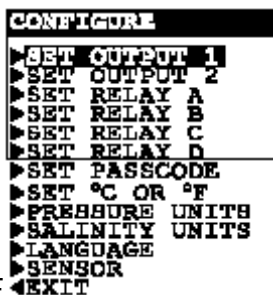 CONFIGURE
SET OUTPUT 1
SET OUTPUT 2
SET RELAY A
SET RELAY B
SET RELAY C
SET RELAY D
SET PASSCODE
SET °C OR °F
PRESSURE UNITS
SALINITY UNITS
LANGUAGE
SENSOR
EXIT